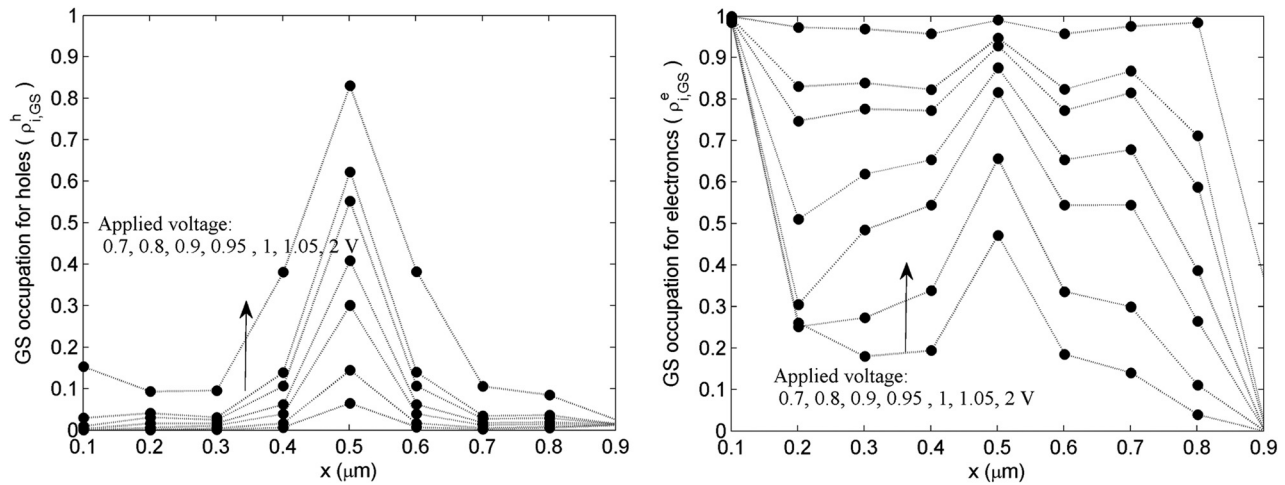 GS occupation for holes ( ρ^h_i,GS )
1
0.9
0.8
0.7
0.6
0.5
0.4
0.3
0.2
0.1
0
Applied voltage:
0.7, 0.8, 0.9, 0.95 , 1, 1.05, 2 V
0.1 0.2 0.3 0.4 0.5 0.6 0.7 0.8 0.9
x (μm)
GS occupation for electroncs ( ρ^e_i,GS )
1
0.9
0.8
0.7
0.6
0.5
0.4
0.3
0.2
0.1
0
Applied voltage:
0.7, 0.8, 0.9, 0.95 , 1, 1.05, 2 V
0.1 0.2 0.3 0.4 0.5 0.6 0.7 0.8 0.9
x (μm)